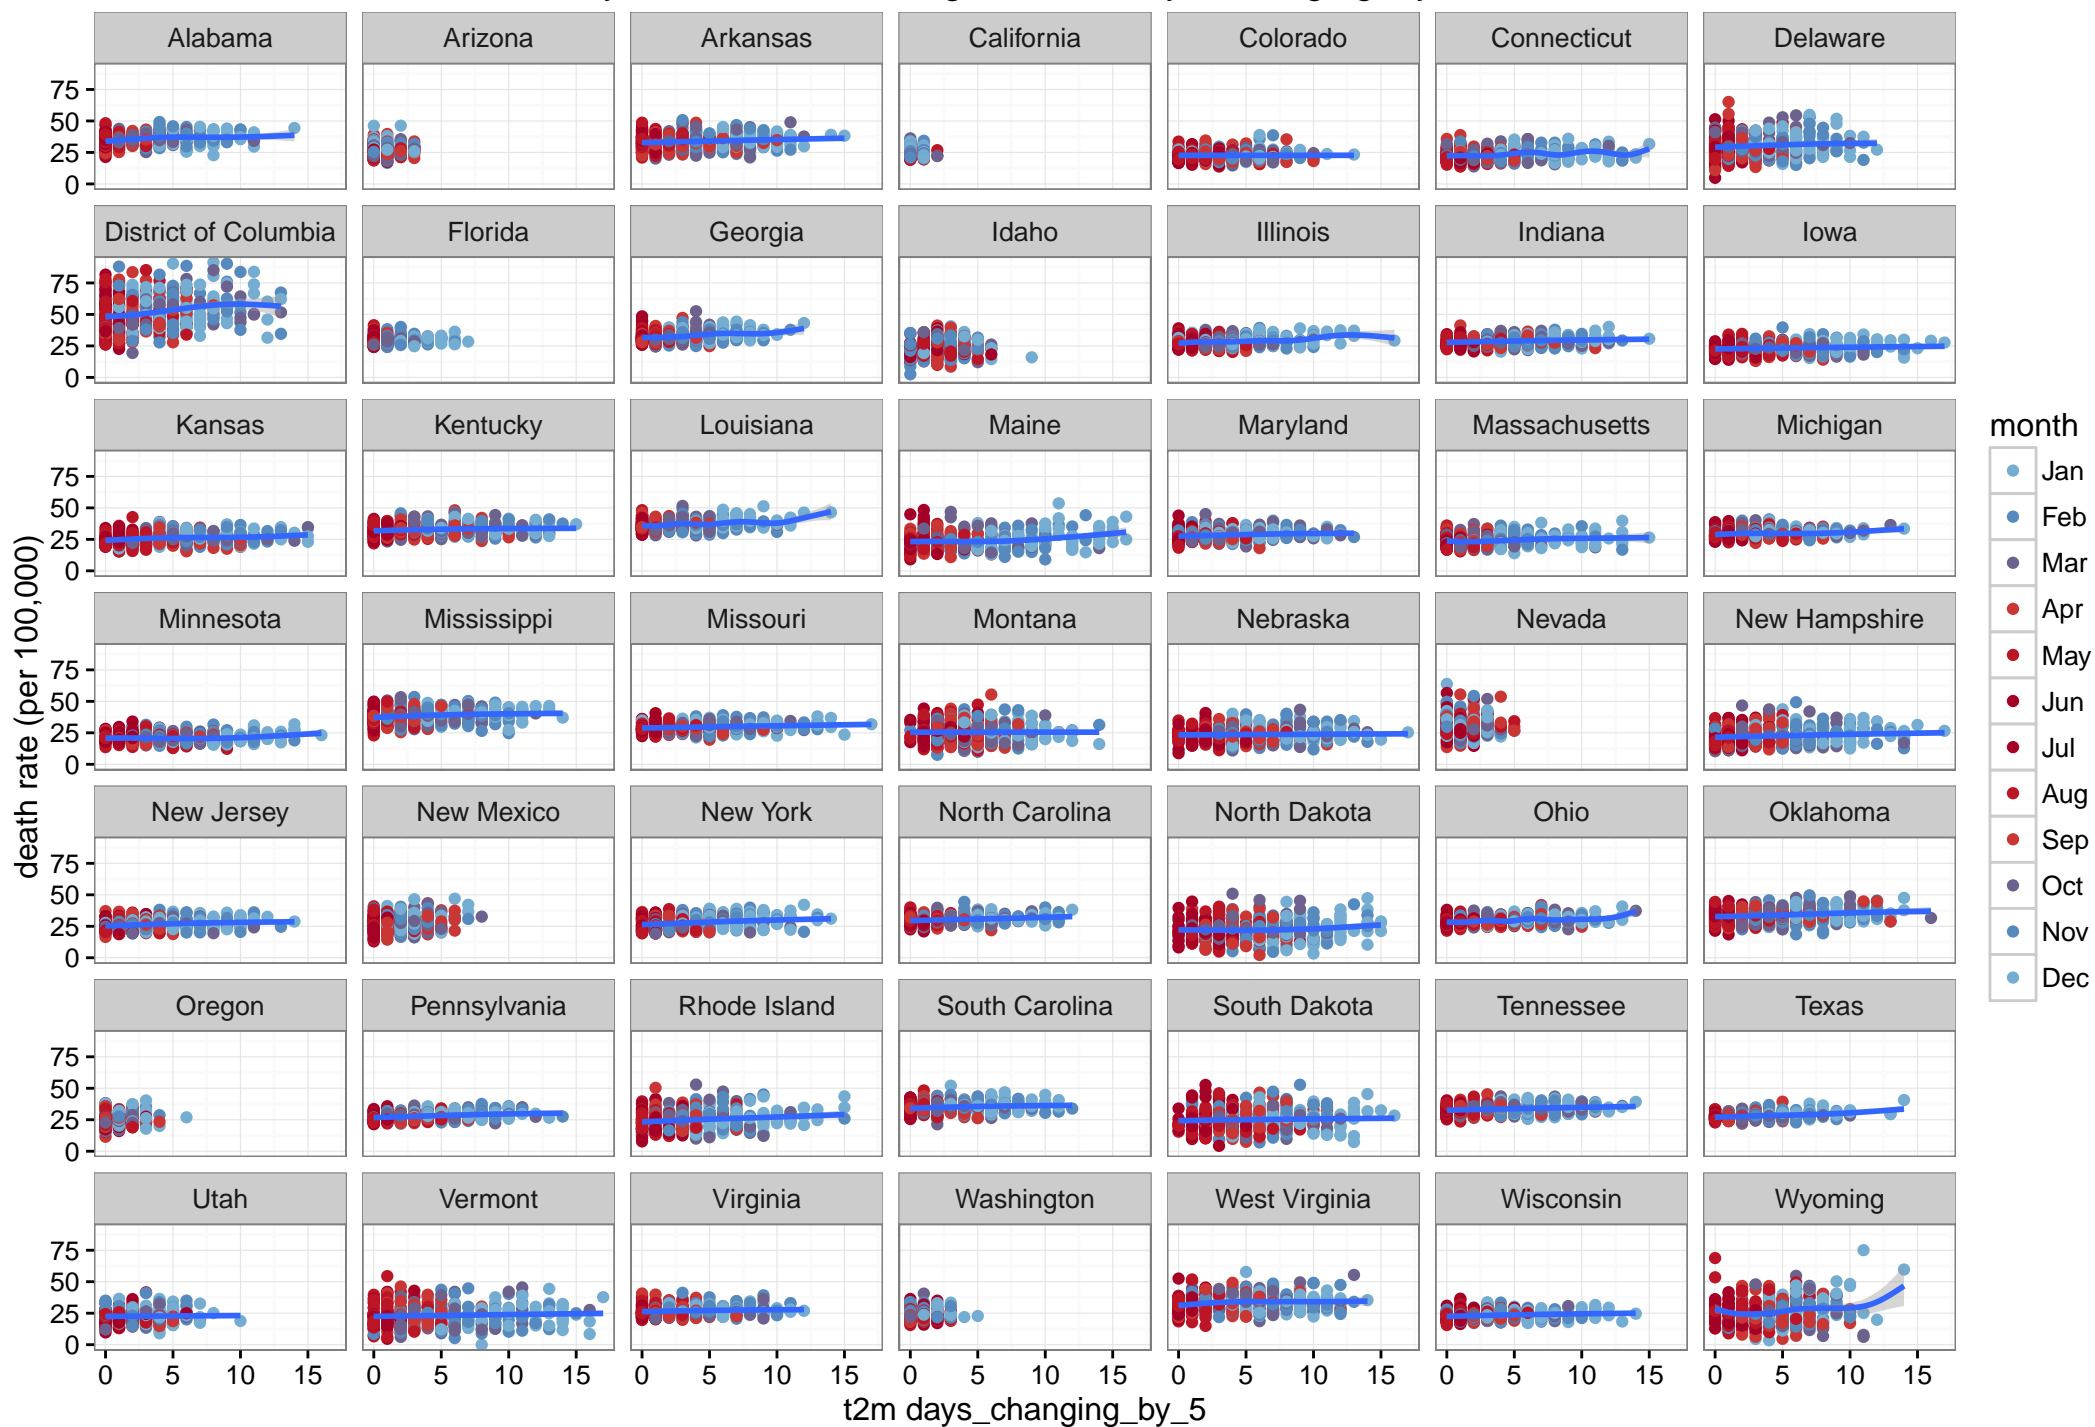 Alabama Arizona Arkansas California Colorado Connecticut Delaware
75
50
25
0
District of Columbia Florida Georgia Idaho Illinois Indiana Iowa
75
50
25
0
Kansas Kentucky Louisiana Maine Maryland Massachusetts Michigan
75
50
25
0
Minnesota Mississippi Missouri Montana Nebraska Nevada New Hampshire
75
50
25
0
New Jersey New Mexico New York North Carolina North Dakota Ohio Oklahoma
75
50
25
0
Oregon Pennsylvania Rhode Island South Carolina South Dakota Tennessee Texas
75
50
25
0
Utah Vermont Virginia Washington West Virginia Wisconsin Wyoming
75
50
25
0
0 5 10 15 0 5 10 15 0 5 10 15 0 5 10 15 0 5 10 15 0 5 10 15 0 5 10 15
t2m days_changing_by_5
death rate (per 100,000)
month
Jan
Feb
Mar
Apr
May
Jun
Jul
Aug
Sep
Oct
Nov
Dec